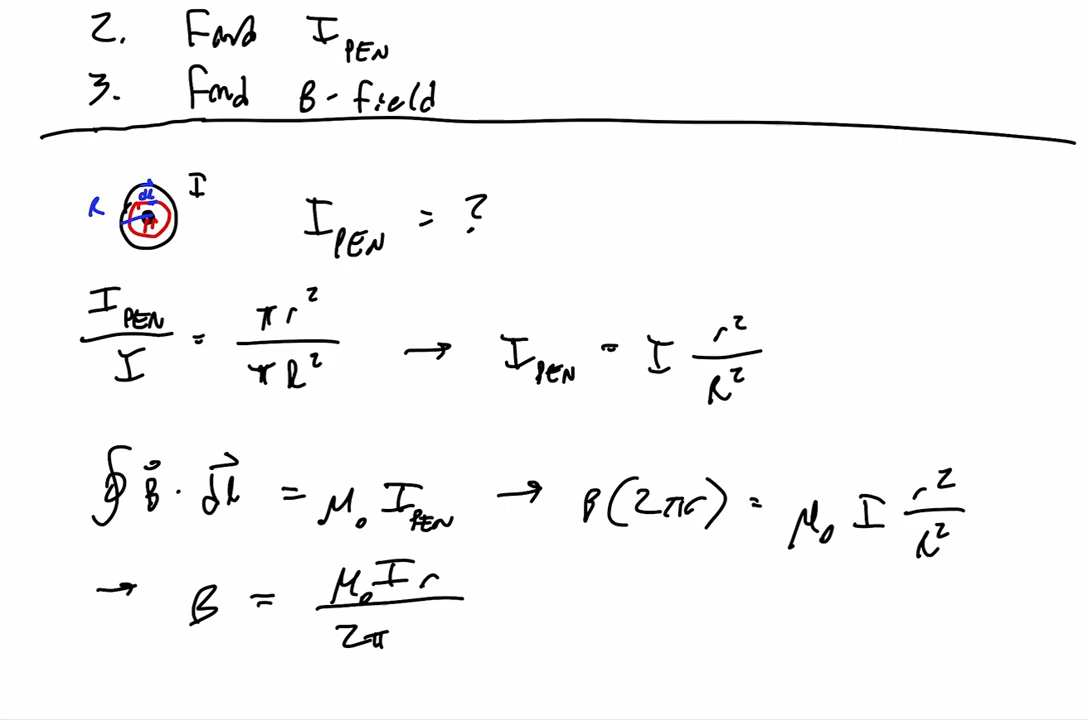 2. Find I_PEN
3. Find B-field
R dl r I I_PEN = ?
I_PEN / I = πr² / πR² → I_PEN = I r² / R²
∮ B⃗ · dl⃗ = μ₀ I_PEN → B(2πr) = μ₀ I r² / R²
→ B = μ₀ I r / 2π